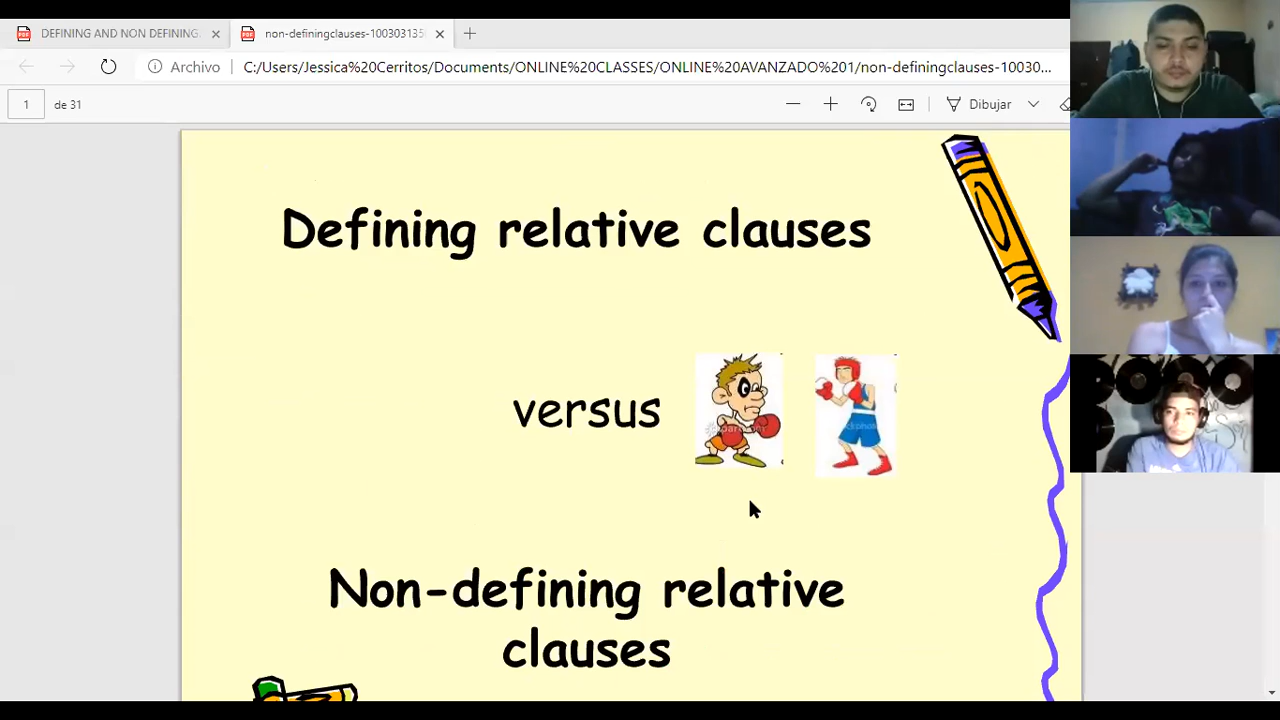 DEFINING AND NON DEFINING
non-definingclauses-100303135
Archivo
C:/Users/Jessica%20Cerritos/Documents/ONLINE%20CLASSES/ONLINE%20AVANZADO%201/non-definingclauses-10030...
1 de 31
Dibujar
Defining relative clauses
versus
Non-defining relative
clauses